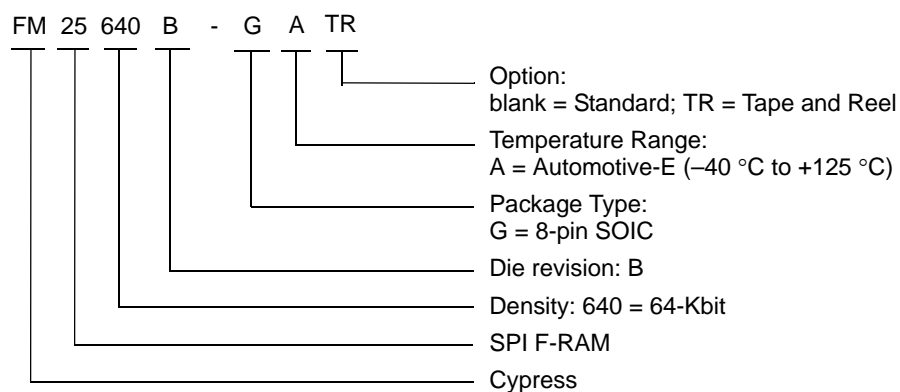 FM 25 640 B - G A TR
Option:
blank = Standard; TR = Tape and Reel
Temperature Range:
A = Automotive-E (–40 °C to +125 °C)
Package Type:
G = 8-pin SOIC
Die revision: B
Density: 640 = 64-Kbit
SPI F-RAM
Cypress